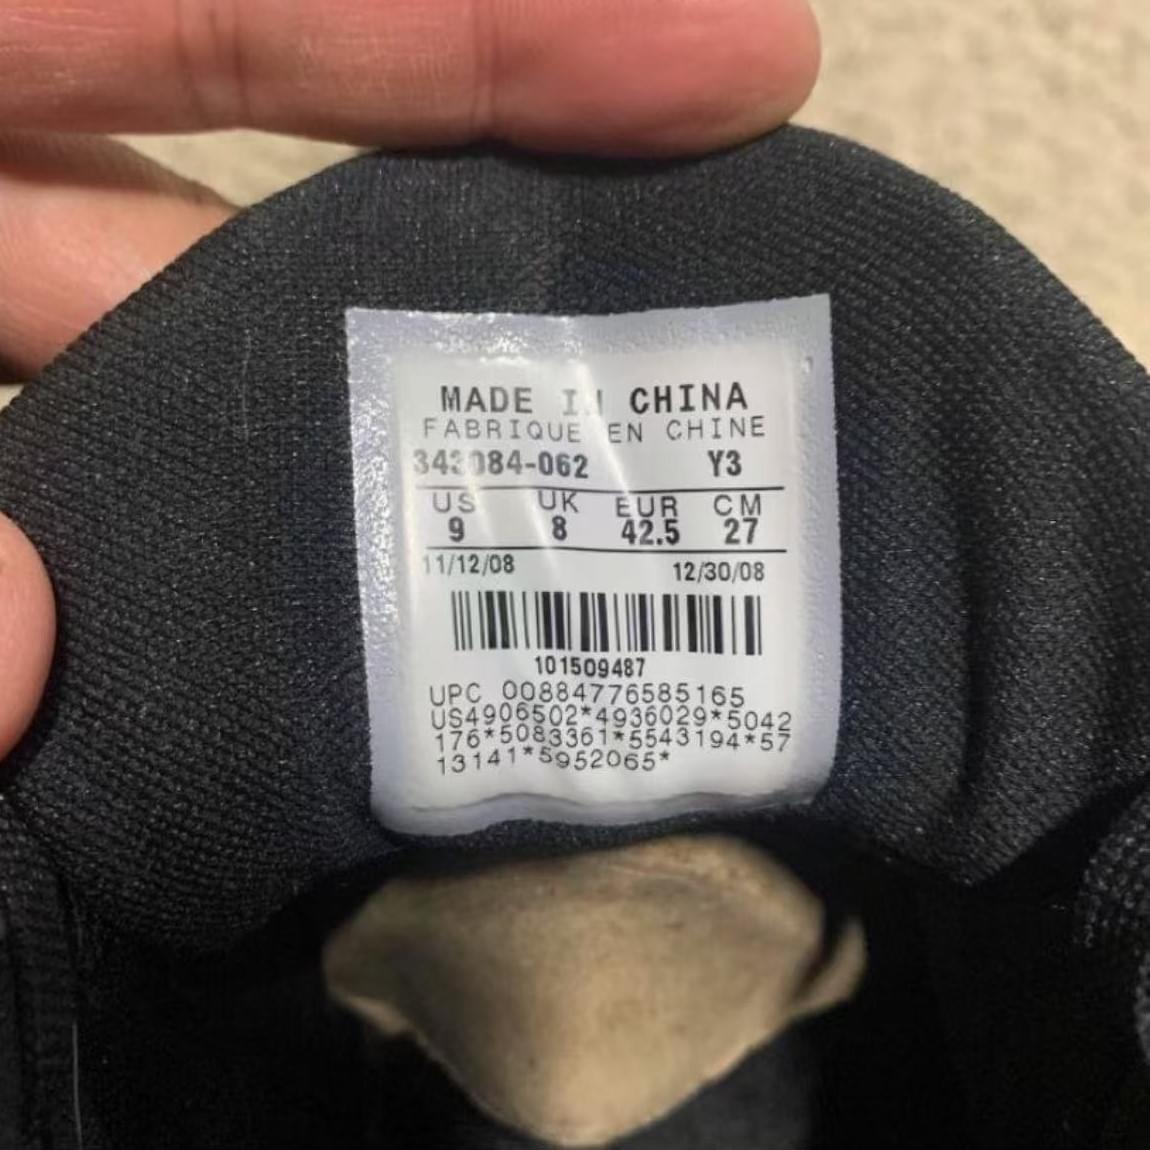 MADE IN CHINA
FABRIQUE EN CHINE
343084-062 Y3
US UK EUR CM
9 8 42.5 27
11/12/08 12/30/08
101509487
UPC 00884776585165
US4906502*4936029*5042
176*5083361*5543194*57
13141*5952065*